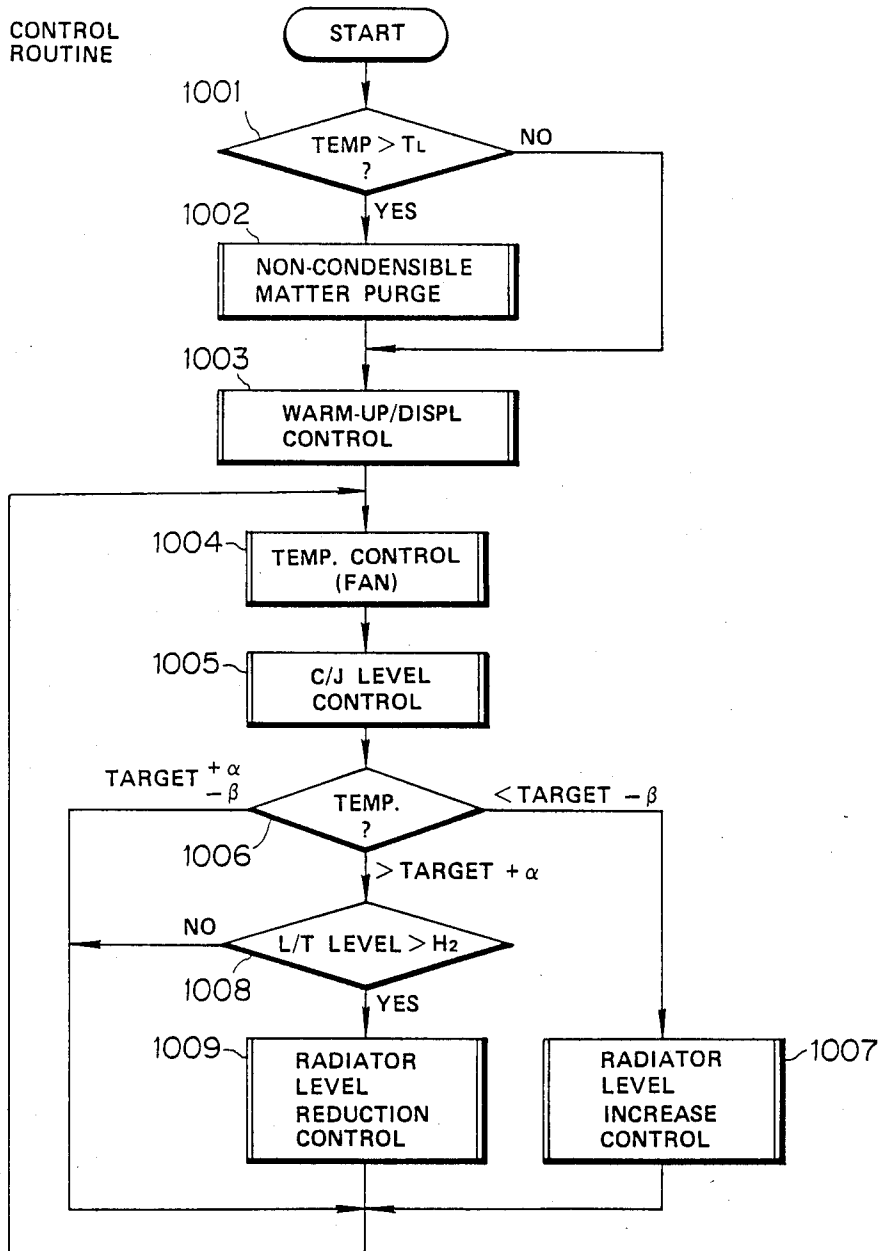 CONTROL
ROUTINE
START
1001
TEMP > TL
?
NO
YES
1002
NON-CONDENSIBLE
MATTER PURGE
1003
WARM-UP/DISPL
CONTROL
1004
TEMP. CONTROL
(FAN)
1005
C/J LEVEL
CONTROL
TARGET +α
-β
TEMP.
?
< TARGET -β
1006
> TARGET +α
NO
L/T LEVEL > H2
1008
YES
1009
RADIATOR
LEVEL
REDUCTION
CONTROL
RADIATOR
LEVEL
INCREASE
CONTROL
1007